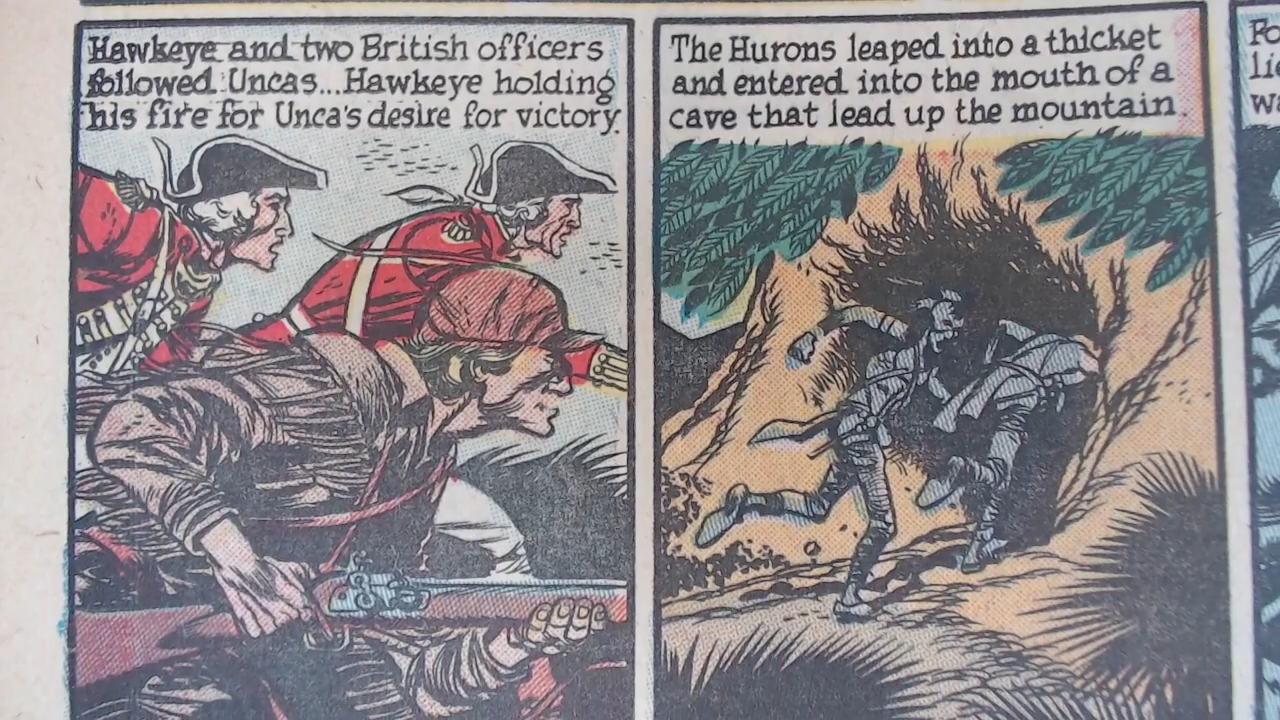 Hawkeye and two British officers
followed Uncas...Hawkeye holding
his fire for Unca's desire for victory.
The Hurons leaped into a thicket
and entered into the mouth of a
cave that lead up the mountain.